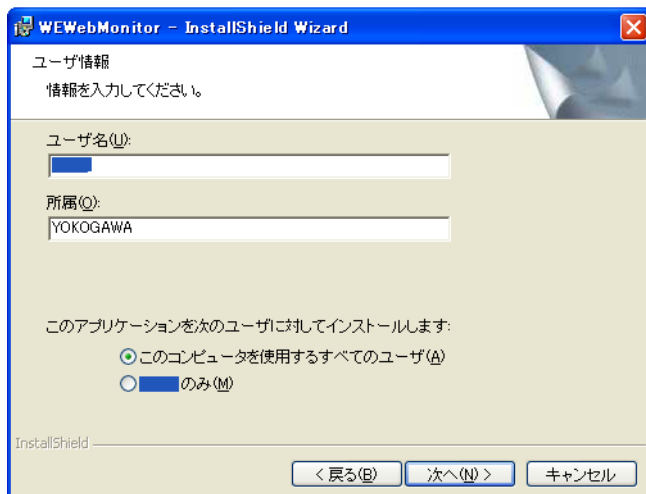 WEWebMonitor - InstallShield Wizard
ユーザ情報
情報を入力してください。
ユーザ名(U):
所属(O):
YOKOGAWA
このアプリケーションを次のユーザに対してインストールします:
このコンピュータを使用するすべてのユーザ(A)
のみ(M)
InstallShield
< 戻る(B) 次へ(N) > キャンセル